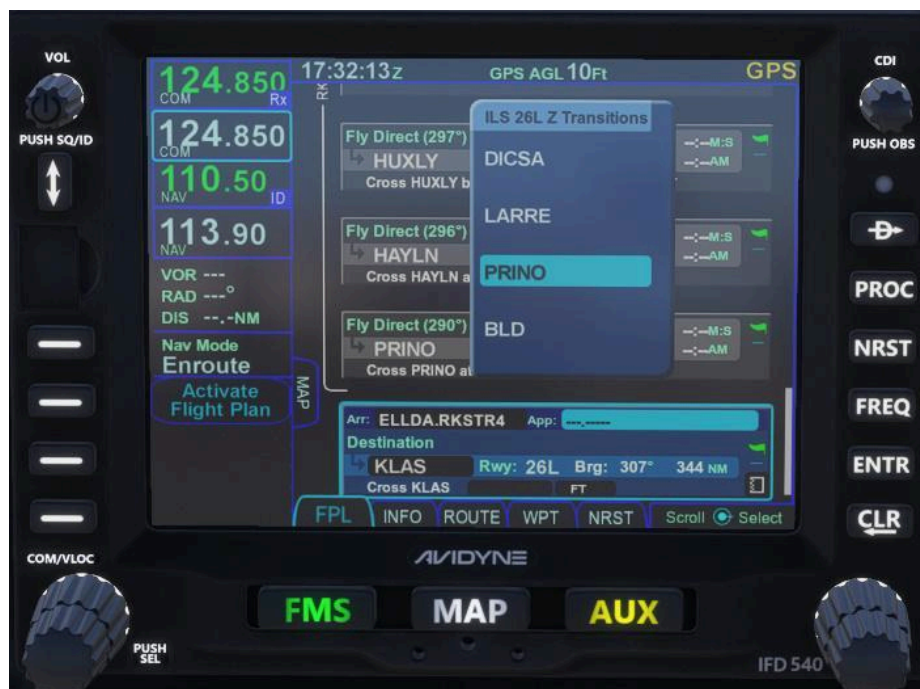 VOL
PUSH SQ/ID
COM/VLOC
PUSH
SEL
124.850
COM Rx
124.850
COM
110.50
NAV ID
113.90
NAV
VOR ---
RAD ---°
DIS --.-NM
Nav Mode
Enroute
Activate
Flight Plan
17:32:13Z GPS AGL 10Ft GPS
RK
MAP
Fly Direct (297°) --:--M:S
HUXLY --:--AM
Cross HUXLY b
Fly Direct (296°) --:--M:S
HAYLN --:--AM
Cross HAYLN a
Fly Direct (290°) --:--M:S
PRINO --:--AM
Cross PRINO at
ILS 26L Z Transitions
DICSA
LARRE
PRINO
BLD
Arr: ELLDA.RKSTR4 App: ---.-----
Destination
KLAS Rwy: 26L Brg: 307° 344 NM
Cross KLAS FT
FPL INFO ROUTE WPT NRST Scroll Select
CDI
PUSH OBS
D
PROC
NRST
FREQ
ENTR
CLR
AVIDYNE
FMS MAP AUX
IFD 540